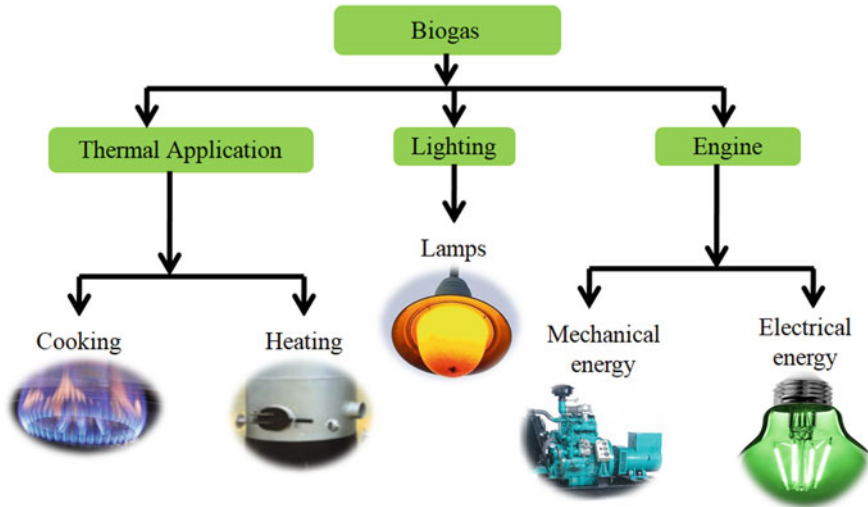 Biogas
Thermal Application
Lighting
Engine
Lamps
Cooking
Heating
Mechanical
energy
Electrical
energy